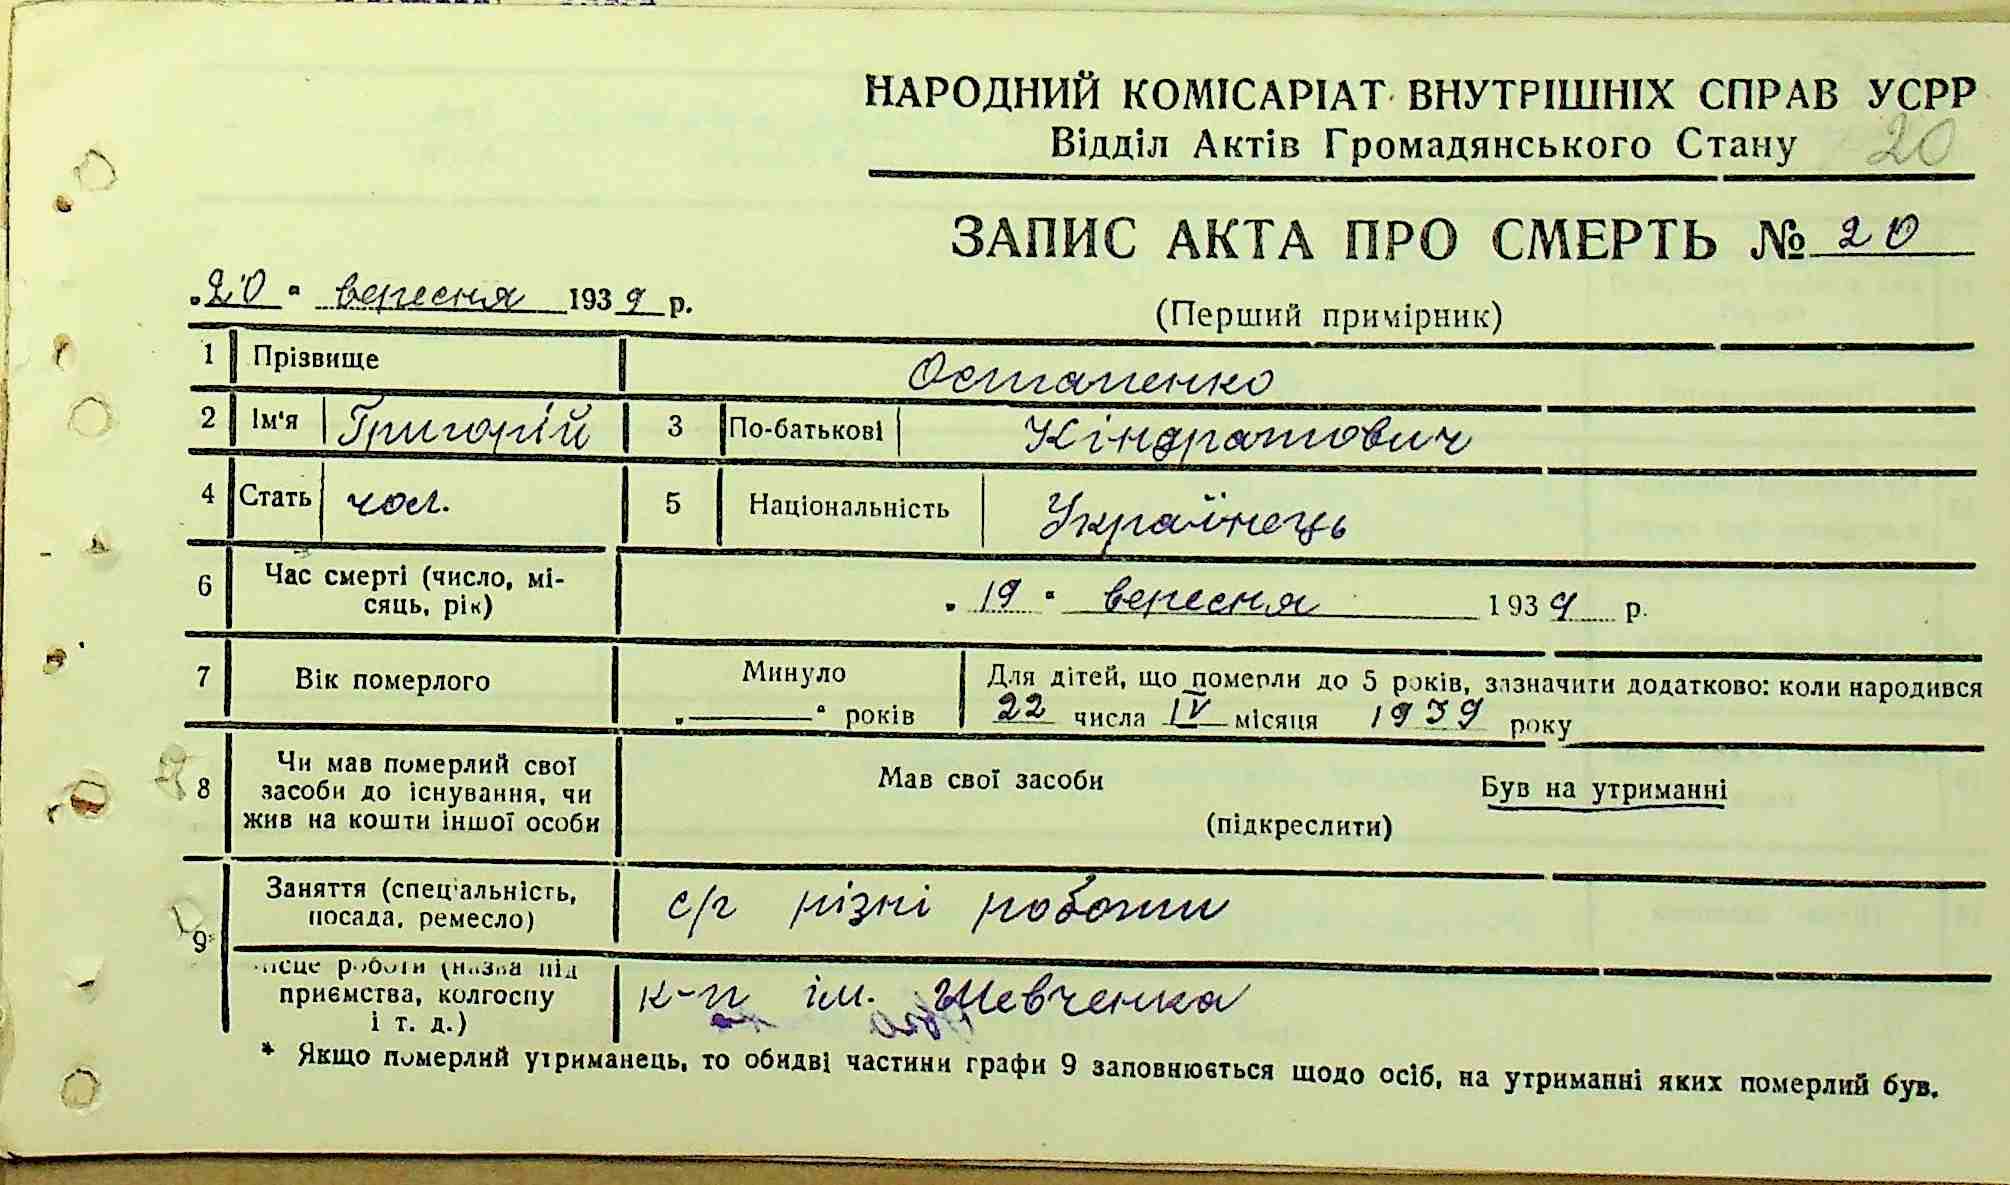 НАРОДНИЙ КОМІСАРІАТ ВНУТРІШНІХ СПРАВ УСРР
Відділ Актів Громадянського Стану 20
ЗАПИС АКТА ПРО СМЕРТЬ № 20
„20“ вересня 1939 р.
(Перший примірник)
1 Прізвище Остапенко
2 Ім'я Григорій 3 По-батькові Кіндратович
4 Стать чол. 5 Національність Українець
6 Час смерті (число, мі-
сяць, рік) „19“ вересня 1939 р.
7 Вік померлого Минуло „—“ років Для дітей, що померли до 5 років, зазначити додатково: коли народився
22 числа IV місяця 1939 року
8 Чи мав померлий свої
засоби до існування, чи
жив на кошти іншої особи
Мав свої засоби Був на утриманні
(підкреслити)
9 Заняття (спеціальність,
посада, ремесло) с/г різні роботи
місце роботи (назва під
приємства, колгоспу
і т. д.) к-п ім. Шевченка
* Якщо померлий утриманець, то обидві частини графи 9 заповнюється щодо осіб, на утриманні яких померлий був.